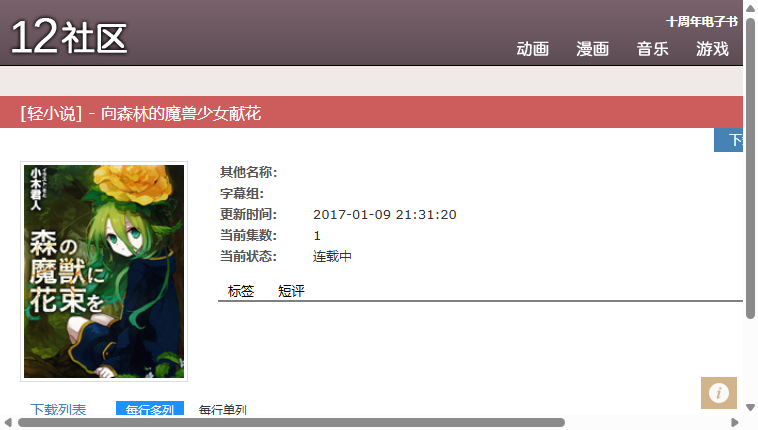 12社区
十周年电子书
动画 漫画 音乐 游戏
[轻小说] - 向森林的魔兽少女献花
小木君人
森の
魔獣に
花束を
其他名称:
字幕组:
更新时间: 2017-01-09 21:31:20
当前集数: 1
当前状态: 连载中
标签 短评
下载列表 每行多列 每行单列